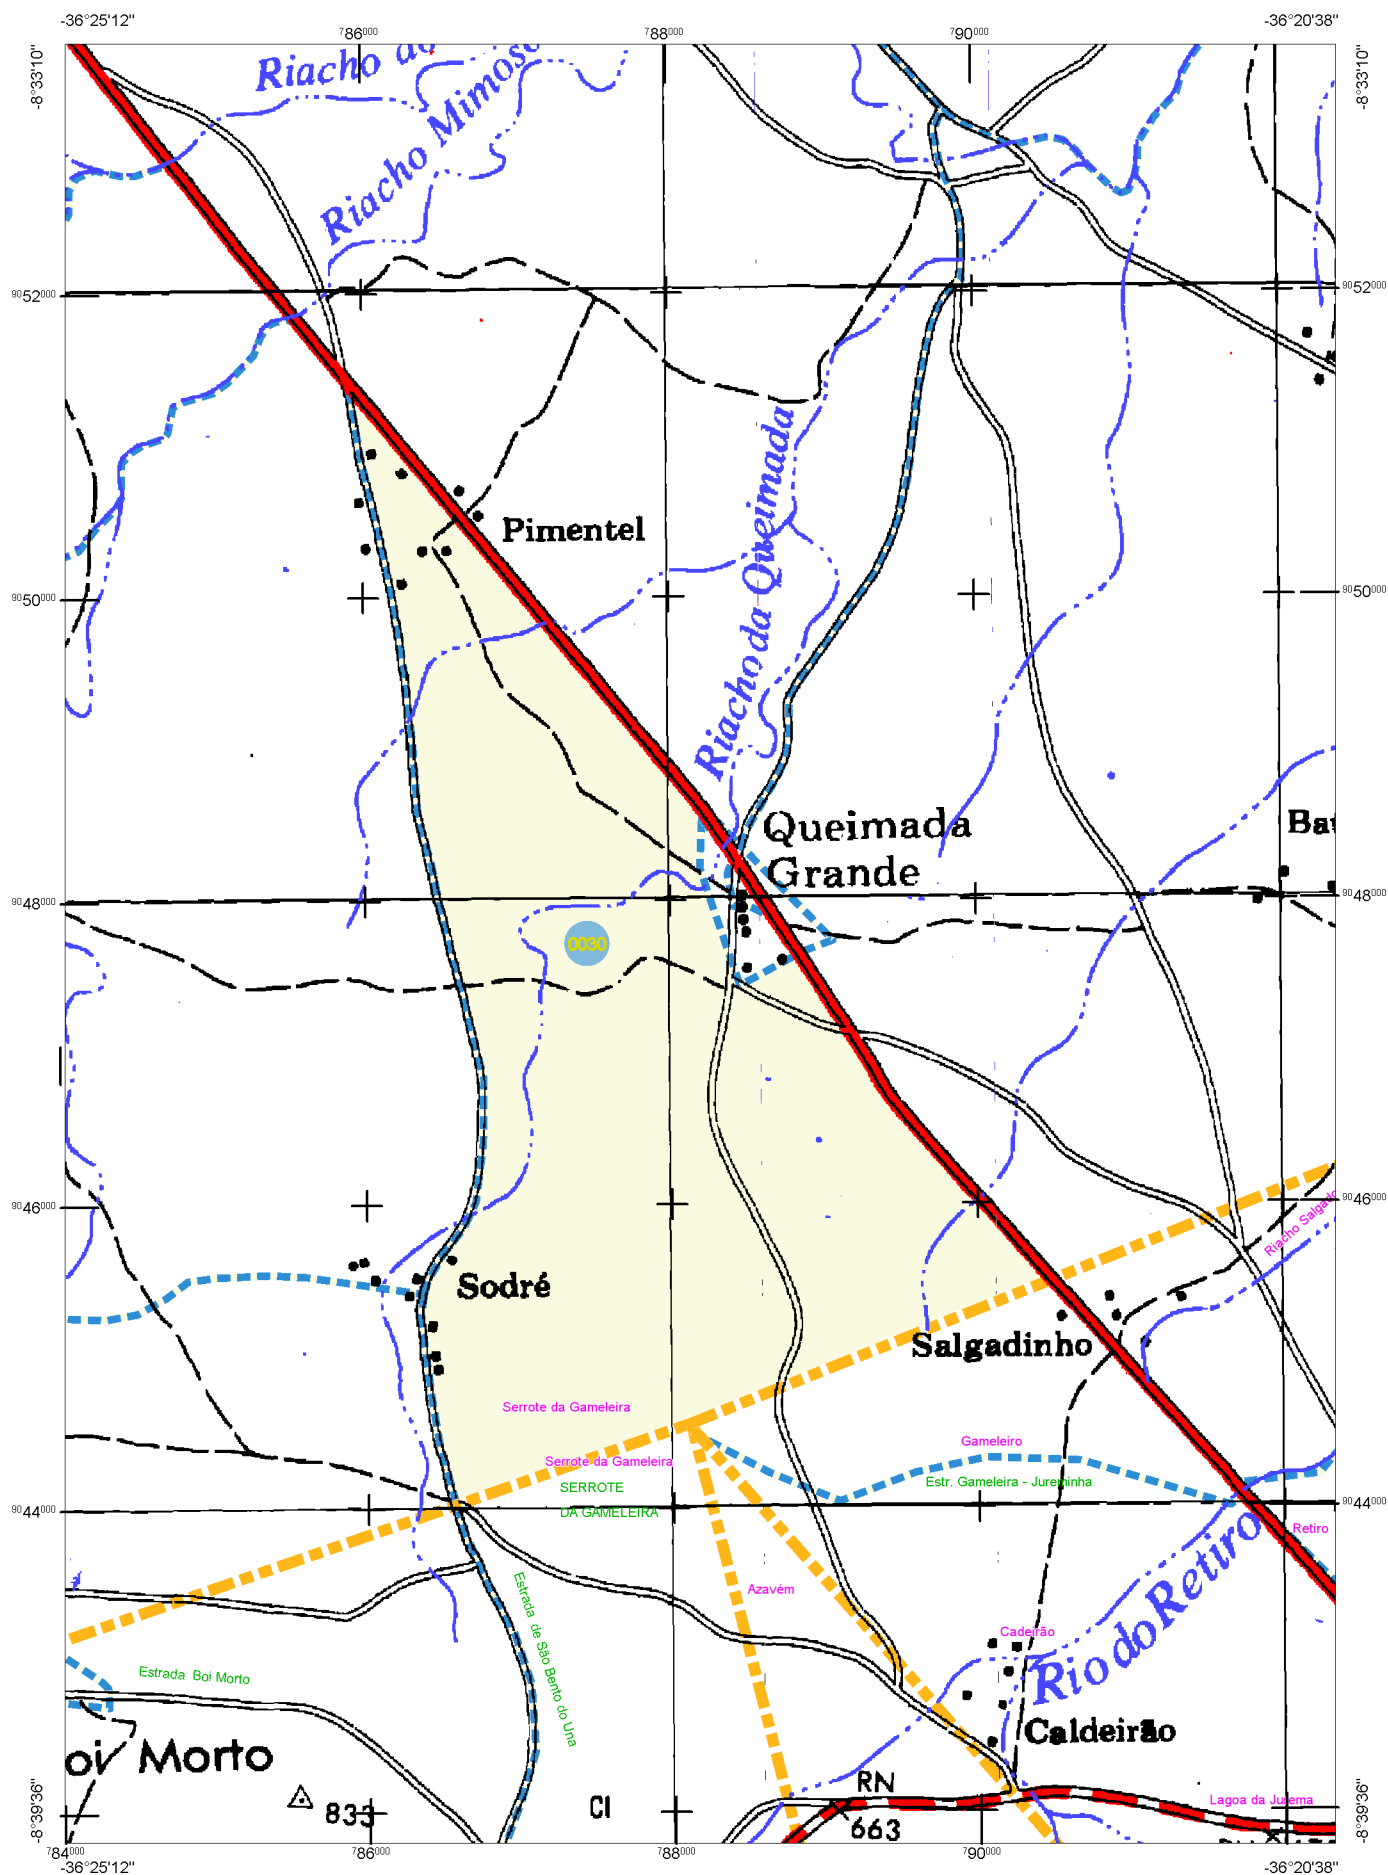 -36°25'12"
-36°20'38"
786000
788000
790000
-8°33'10"
-8°33'10"
Riacho do
Riacho Mimoso
9052000
9052000
Pimentel
Riacho da Queimada
9050000
9050000
Queimada
Grande
9048000
9048000
0030
9046000
9046000
Riacho Salgado
Sodré
Salgadinho
Serrote da Gameleira
Gameleiro
Serrote da Gameleira
SERROTE
Estr. Gameleira - Jureminha
DA GAMELEIRA
9044000
9044000
Retiro
Azavém
Estrada de São Bento do Una
Cadeirão
Rio do Retiro
Estrada Boi Morto
Caldeirão
oi Morto
RN
663
833
CI
Lagoa da Jurema
-8°39'36"
-8°39'36"
784000
786000
788000
790000
-36°25'12"
-36°20'38"